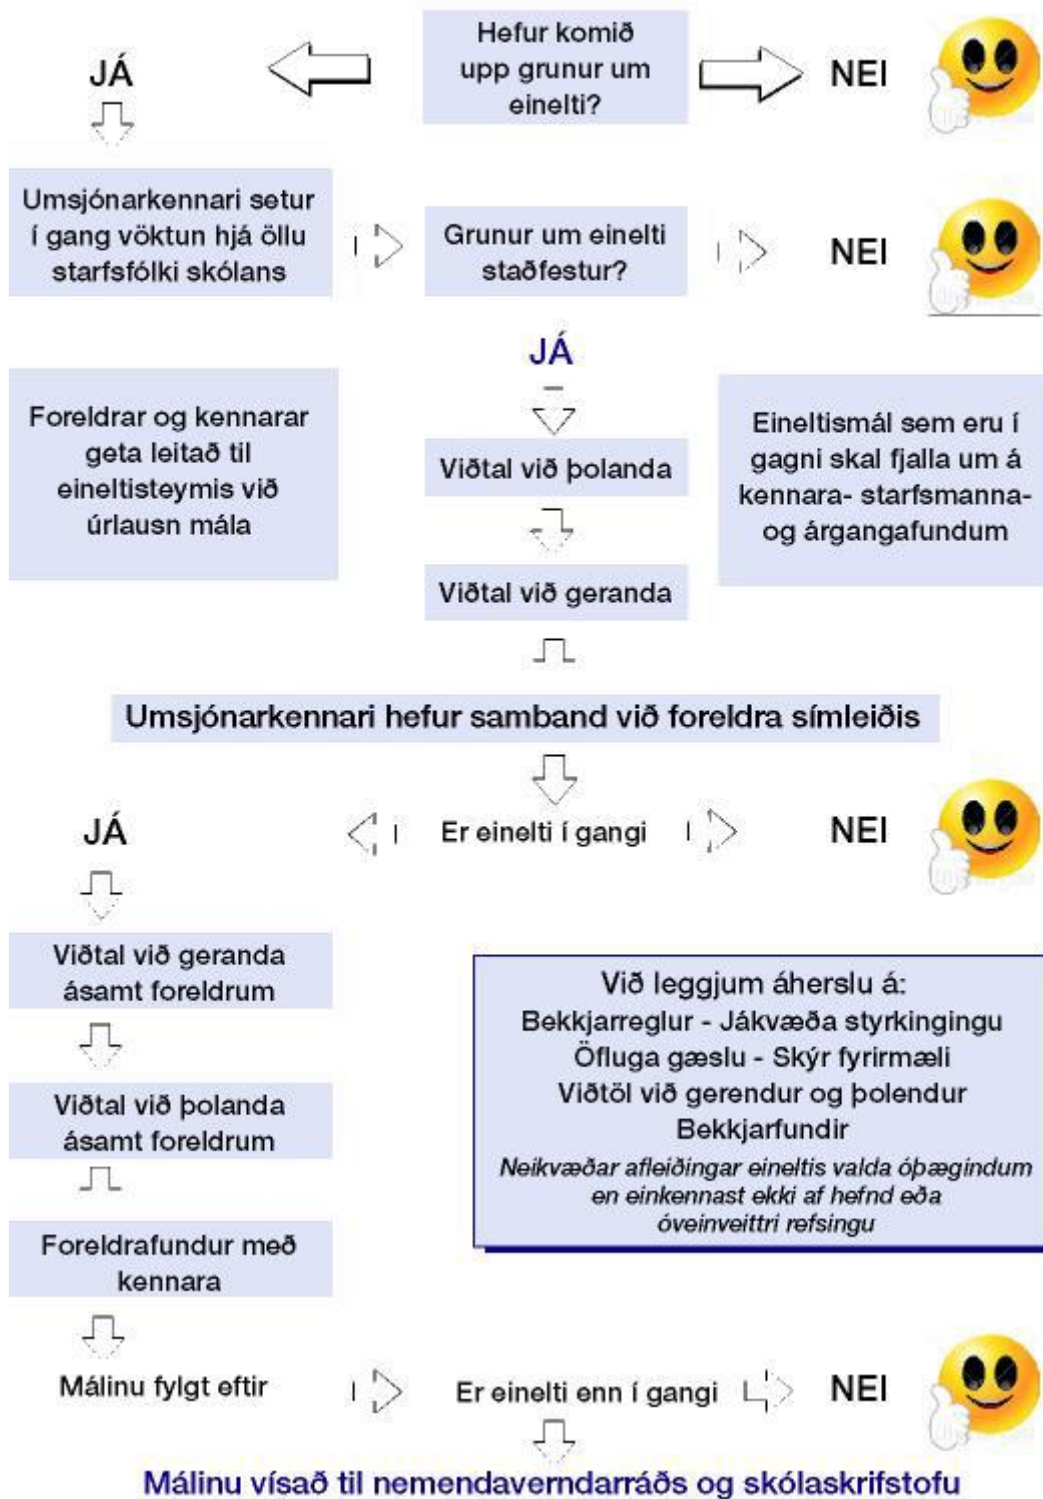 Hefur komið
upp grunur um
einelti?
JÁ
NEI
Umsjónarkennari setur
í gang vöktun hjá öllu
starfsfólki skólans
Grunur um einelti
staðfestur?
NEI
JÁ
Foreldrar og kennarar
geta leitað til
eineltisteymis við
úrlausn mála
Viðtal við þolanda
Eineltismál sem eru í
gagni skal fjalla um á
kennara- starfsmanna-
og árgangafundum
Viðtal við geranda
Umsjónarkennari hefur samband við foreldra símleiðis
JÁ
Er einelti í gangi
NEI
Viðtal við geranda
ásamt foreldrum
Viðtal við þolanda
ásamt foreldrum
Foreldrafundur með
kennara
Við leggjum áherslu á:
Bekkjarreglur - Jákvæða styrkingingu
Öfluga gæslu - Skýr fyrirmæli
Viðtöl við gerendur og þolendur
Bekkjarfundir
Neikvæðar afleiðingar eineltis valda óþægindum
en einkennast ekki af hefnd eða
óveinveittri refsingu
Málinu fylgt eftir
Er einelti enn í gangi
NEI
Málinu vísað til nemendaverndarráðs og skólaskrifstofu